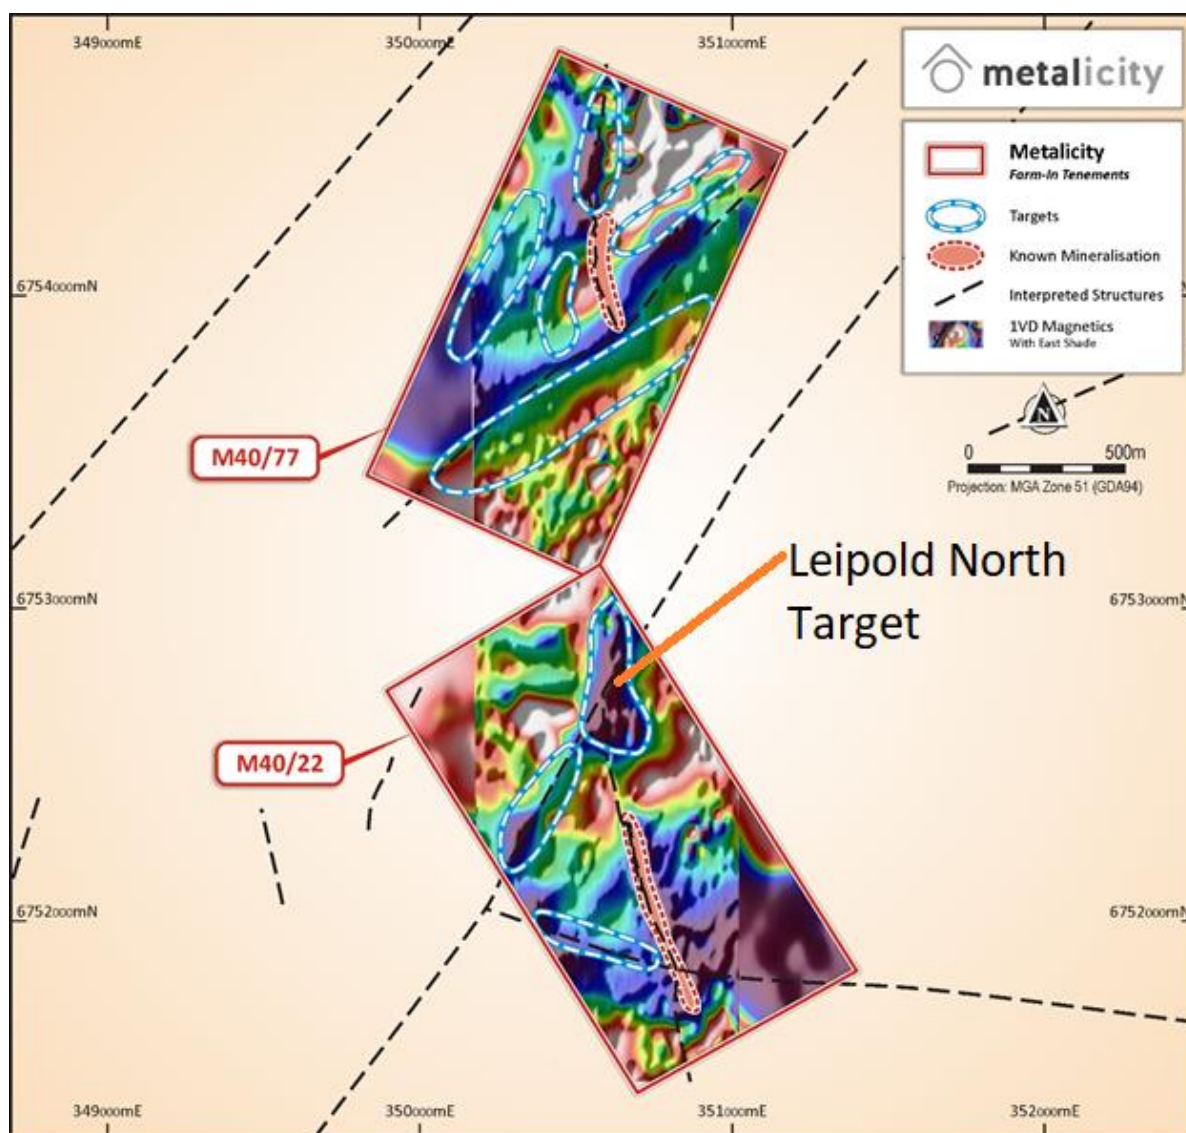 349000mE
350000mE
351000mE
metalicity
Metalicity
Farm-In Tenements
Targets
Known Mineralisation
Interpreted Structures
1VD Magnetics
With East Shade
6754000mN
N
0
500m
Projection: MGA Zone 51 (GDA94)
M40/77
Leipold North
Target
6753000mN
6753000mN
M40/22
6752000mN
6752000mN
349000mE
350000mE
351000mE
352000mE